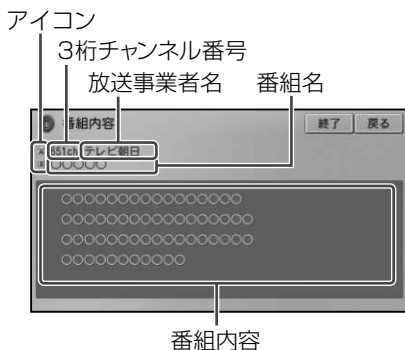 アイコン
3桁チャンネル番号
放送事業者名 番組名
番組内容 終了 戻る
651ch テレビ朝日
○○○○○
○○○○○○○○○○○○○○○○
○○○○○○○○○○○○○○○○○
○○○○○○○○○○○○○○○○○
○○○○○○○○○○○
番組内容